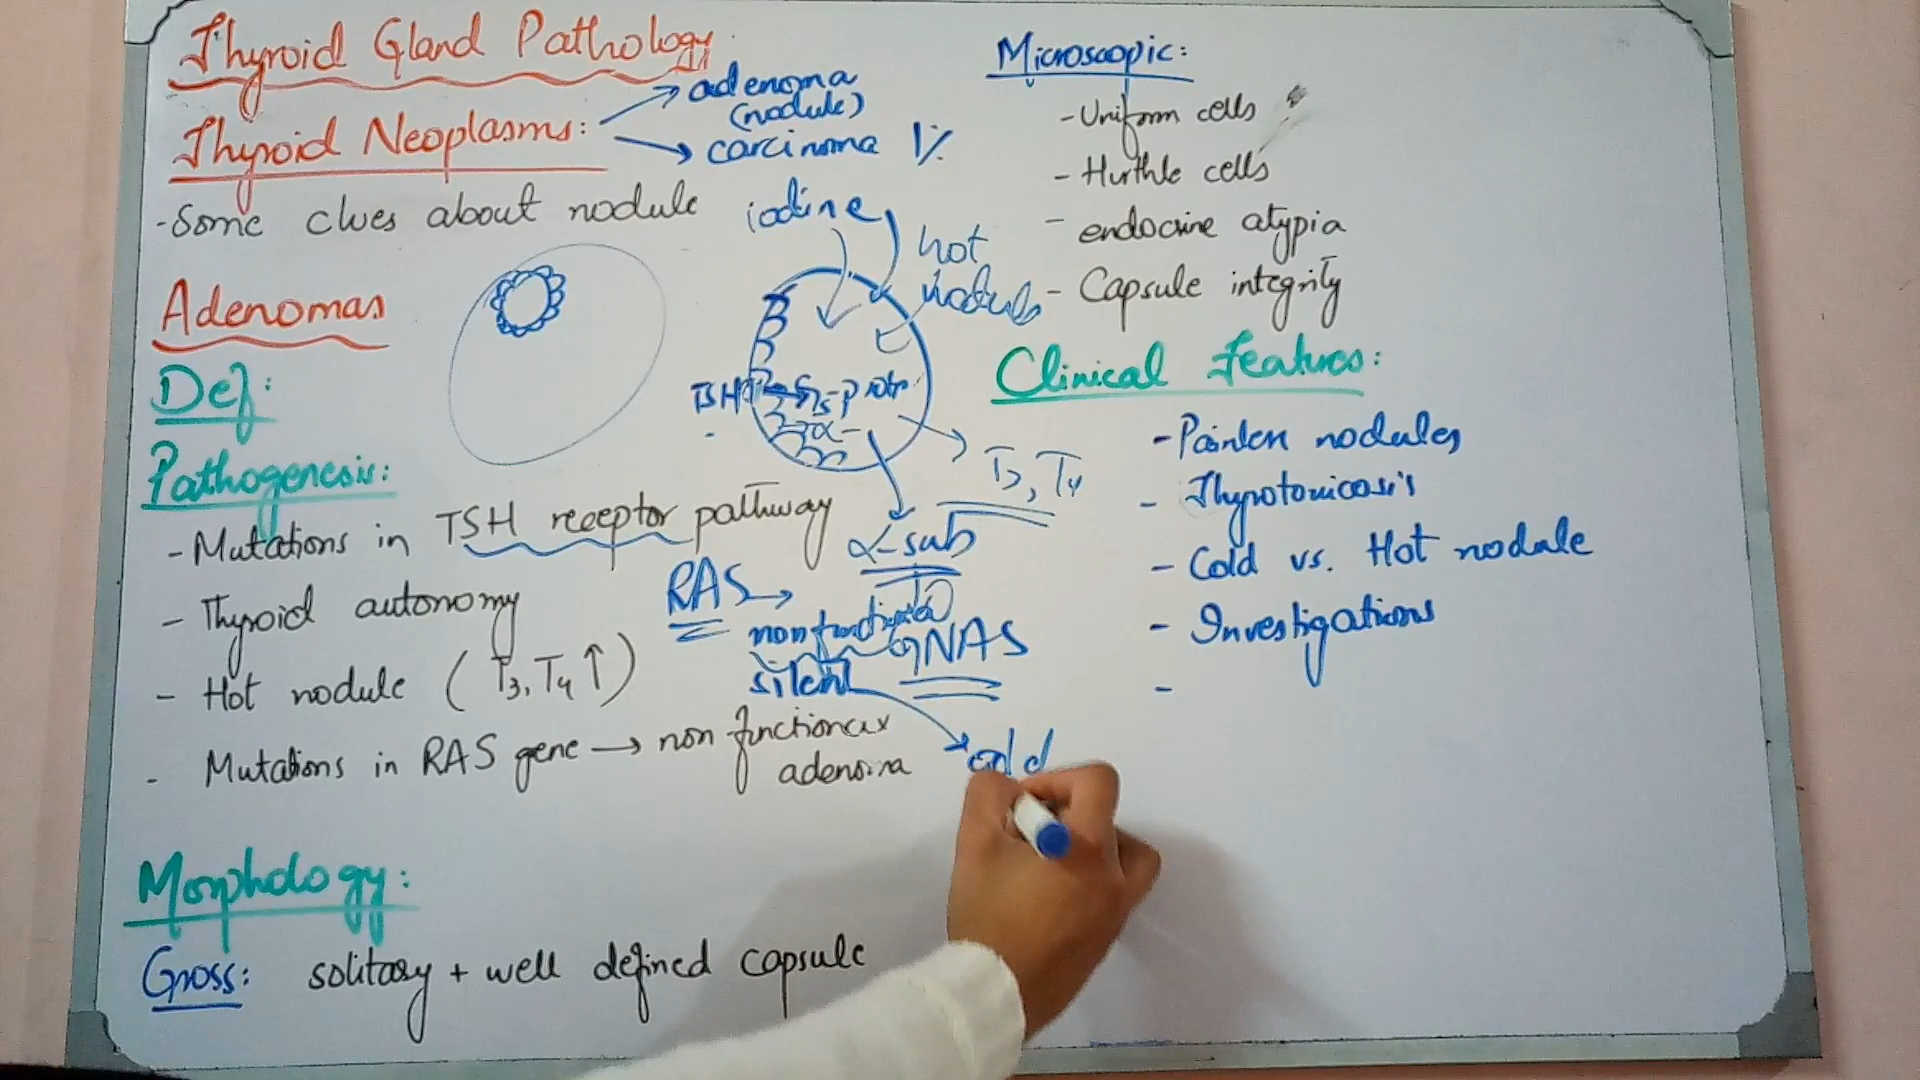 Thyroid Gland Pathology
Thyroid Neoplasms:
adenoma
(nodule)
carcinoma 1%
- Some clues about nodule
Adenomas
Def:
Pathogenesis:
- Mutations in TSH receptor pathway
- Thyroid autonomy
- Hot nodule (T3, T4 ↑)
- Mutations in RAS gene → non functional
adenoma
Morphology:
Gross: solitary + well defined capsule
iodine
hot
TSH
α-
T3, T4
α-sub
RAS →
non functional
GNAS
silent
cold
Microscopic:
- Uniform cells
- Hurthle cells
- endocrine atypia
- Capsule integrity
Clinical Features:
- Painless nodules
- Thyrotoxicosis
- Cold vs. Hot nodule
- Investigations
-